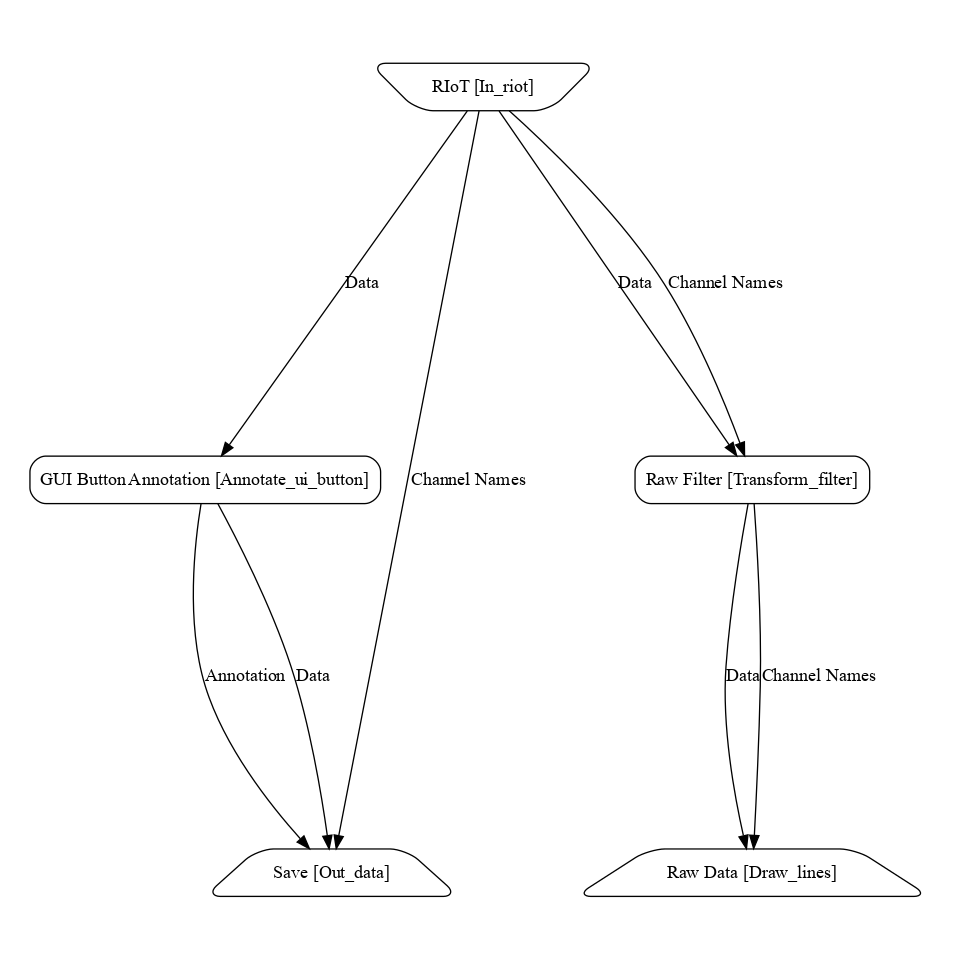 RIoT [In_riot]
Data
Data
Channel Names
GUI Button Annotation [Annotate_ui_button]
Channel Names
Raw Filter [Transform_filter]
Annotation
Data
Data
Channel Names
Save [Out_data]
Raw Data [Draw_lines]